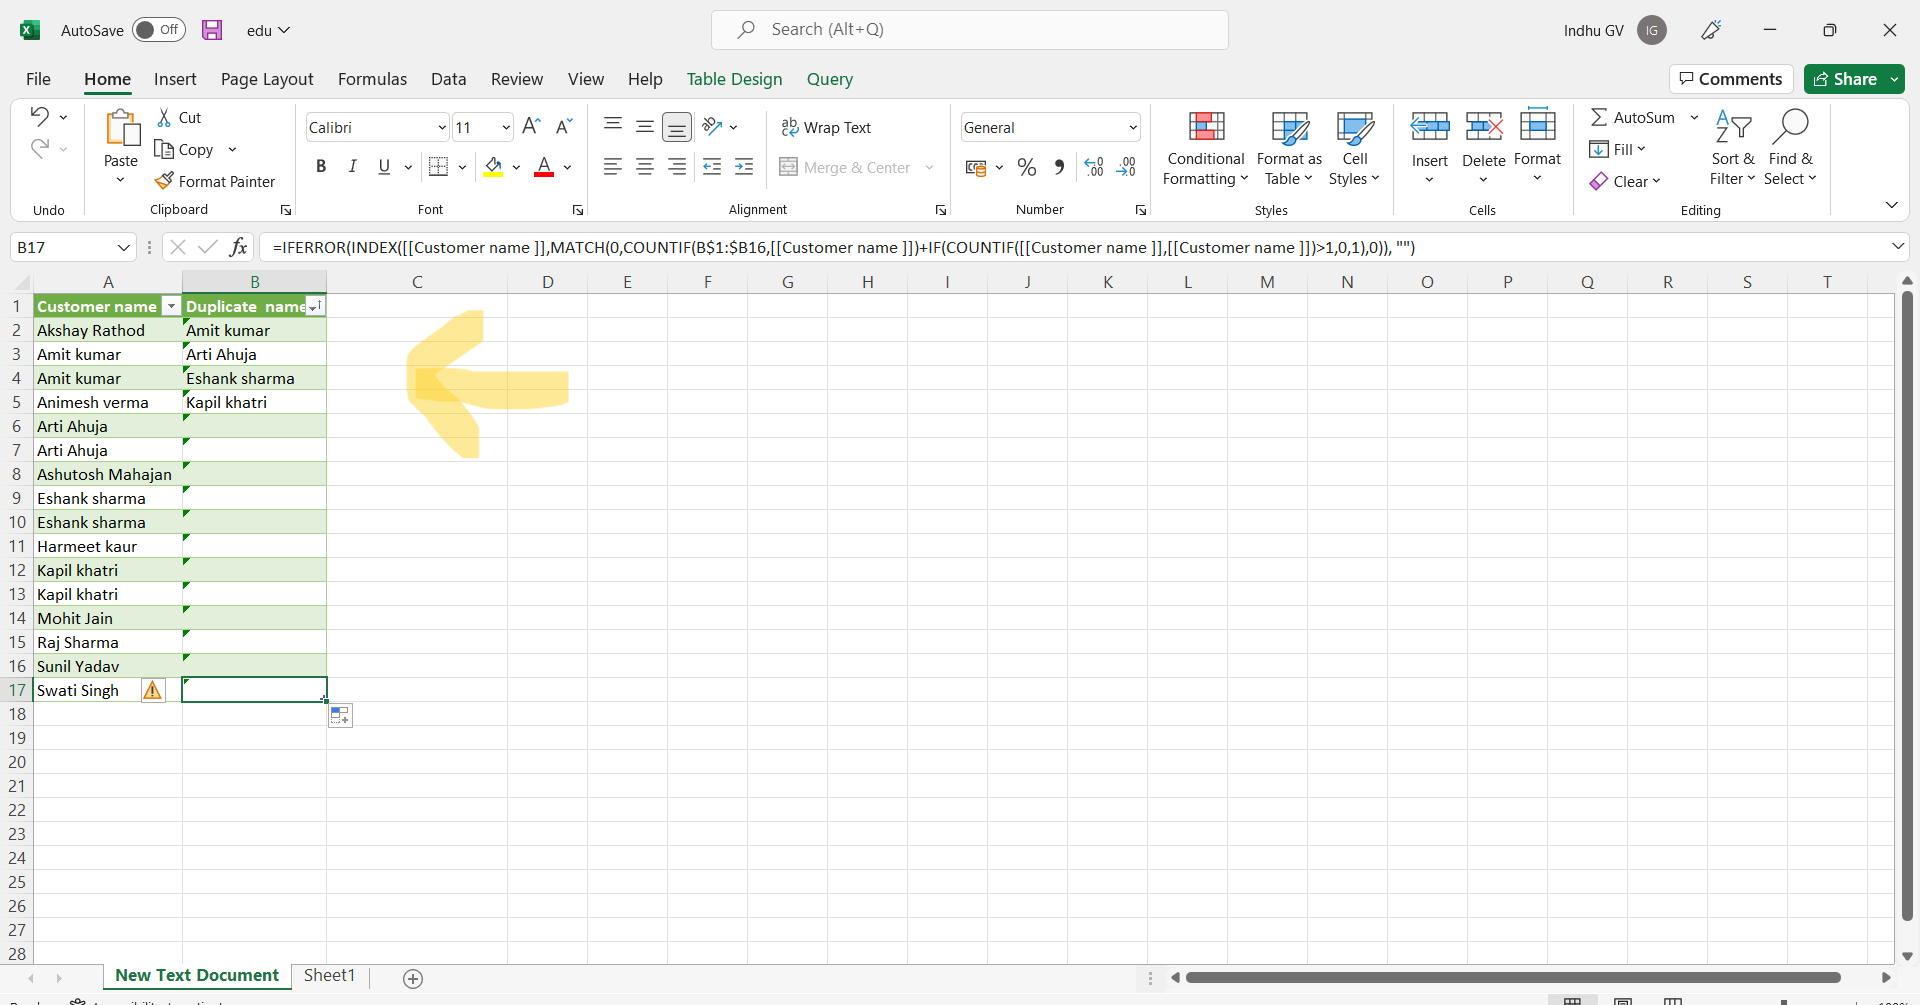 AutoSave Off edu Search (Alt+Q) Indhu GV IG
File Home Insert Page Layout Formulas Data Review View Help Table Design Query Comments Share
Paste Cut Copy Format Painter
Calibri 11
B I U A
Wrap Text Merge & Center
General
% 9
Conditional Formatting Format as Table Cell Styles
Insert Delete Format
AutoSum Fill Clear
Sort & Filter Find & Select
Undo Clipboard Font Alignment Number Styles Cells Editing
B17 fx =IFERROR(INDEX([[Customer name ]],MATCH(0,COUNTIF(B$1:$B16,[[Customer name ]])+IF(COUNTIF([[Customer name ]],[[Customer name ]])>1,0,1),0)), "")
A B C D E F G H I J K L M N O P Q R S T
1 Customer name Duplicate name
2 Akshay Rathod Amit kumar
3 Amit kumar Arti Ahuja
4 Amit kumar Eshank sharma
5 Animesh verma Kapil khatri
6 Arti Ahuja
7 Arti Ahuja
8 Ashutosh Mahajan
9 Eshank sharma
10 Eshank sharma
11 Harmeet kaur
12 Kapil khatri
13 Kapil khatri
14 Mohit Jain
15 Raj Sharma
16 Sunil Yadav
17 Swati Singh
18
19
20
21
22
23
24
25
26
27
28
New Text Document Sheet1